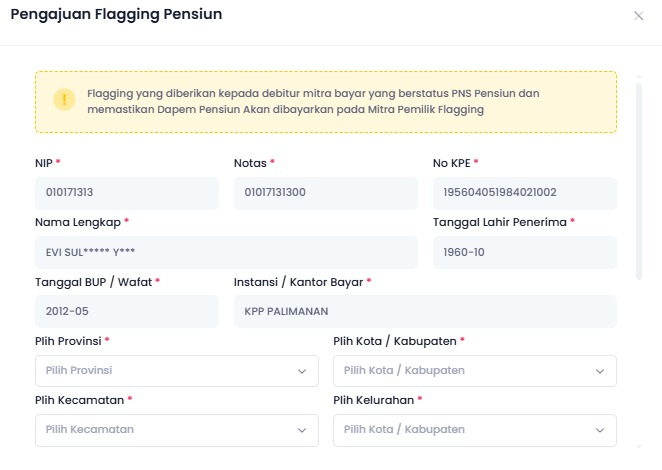 Pengajuan Flagging Pensiun
Flagging yang diberikan kepada debitur mitra bayar yang berstatus PNS Pensiun dan
memastikan Dapem Pensiun Akan dibayarkan pada Mitra Pemilik Flagging
NIP *
Notas *
No KPE *
010171313
01017131300
195604051984021002
Nama Lengkap *
Tanggal Lahir Penerima *
EVI SUL***** Y***
1960-10
Tanggal BUP / Wafat *
Instansi / Kantor Bayar *
2012-05
KPP PALIMANAN
Plih Provinsi *
Plih Kota / Kabupaten *
Pilih Provinsi
Pilih Kota / Kabupaten
Plih Kecamatan *
Plih Kelurahan *
Pilih Kecamatan
Pilih Kota / Kabupaten